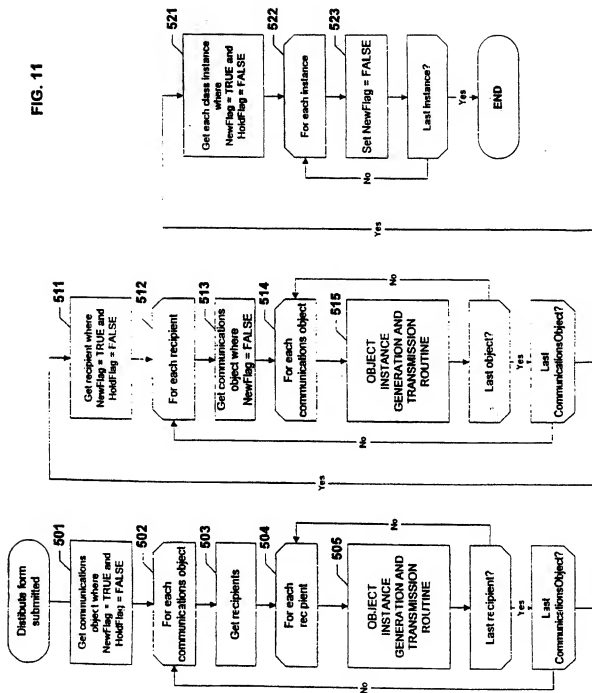 FIG. 11
Distibute form
submitted
501
Get communications
object where
NewFlag = TRUE and
HoldFlag = FALSE
502
For each
communications object
503
Get recipients
504
For each
rec pient
505
OBJECT
INSTANCE
GENERATION AND
TRANSMISSION
ROUTINE
No
Last recipient?
Yes
No
Last
CommunicationsObject?
Yes
511
Get recipient where
NewFlag = TRUE and
HoldFlag = FALSE
512
For each recipient
513
Get communications
object where
NewFlag = FALSE
514
For each
communications object
515
OBJECT
INSTANCE
GENERATION AND
TRANSMISSION
ROUTINE
No
Last object?
Yes
No
Last
CommunicationsObject?
Yes
521
Get each class instance
where
NewFlag = TRUE and
HoldFlag = FALSE
522
For each instance
523
Set NewFlag = FALSE
No
Last instance?
Yes
END